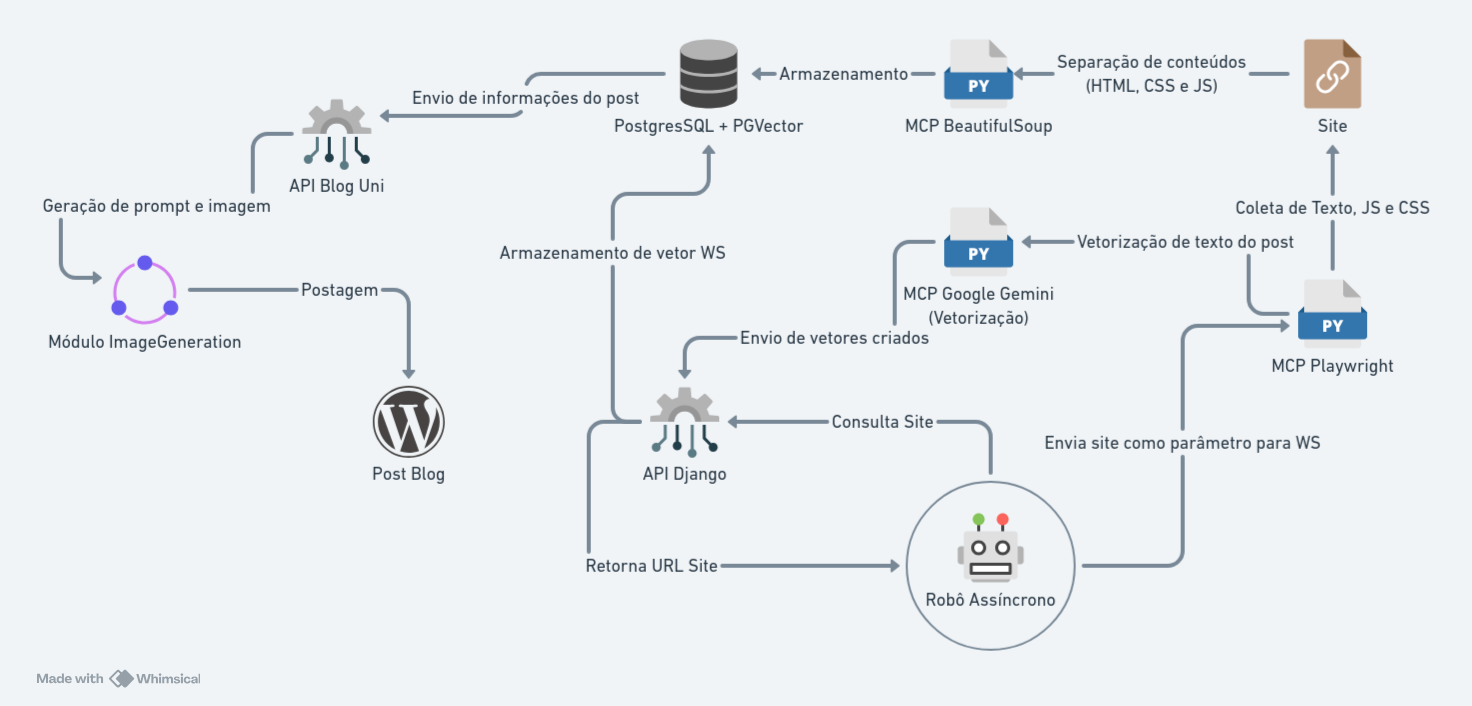 Armazenamento
Separação de conteúdos
(HTML, CSS e JS)
Envio de informações do post
PostgresSQL + PGVector
MCP BeautifulSoup
Site
API Blog Uni
Geração de prompt e imagem
Coleta de Texto, JS e CSS
Armazenamento de vetor WS
Vetorização de texto do post
Postagem
MCP Google Gemini
(Vetorização)
Módulo ImageGeneration
Envio de vetores criados
MCP Playwright
Consulta Site
Envia site como parâmetro para WS
Post Blog
API Django
Retorna URL Site
Robô Assíncrono
Made with Whimsical
PY
PY
PY